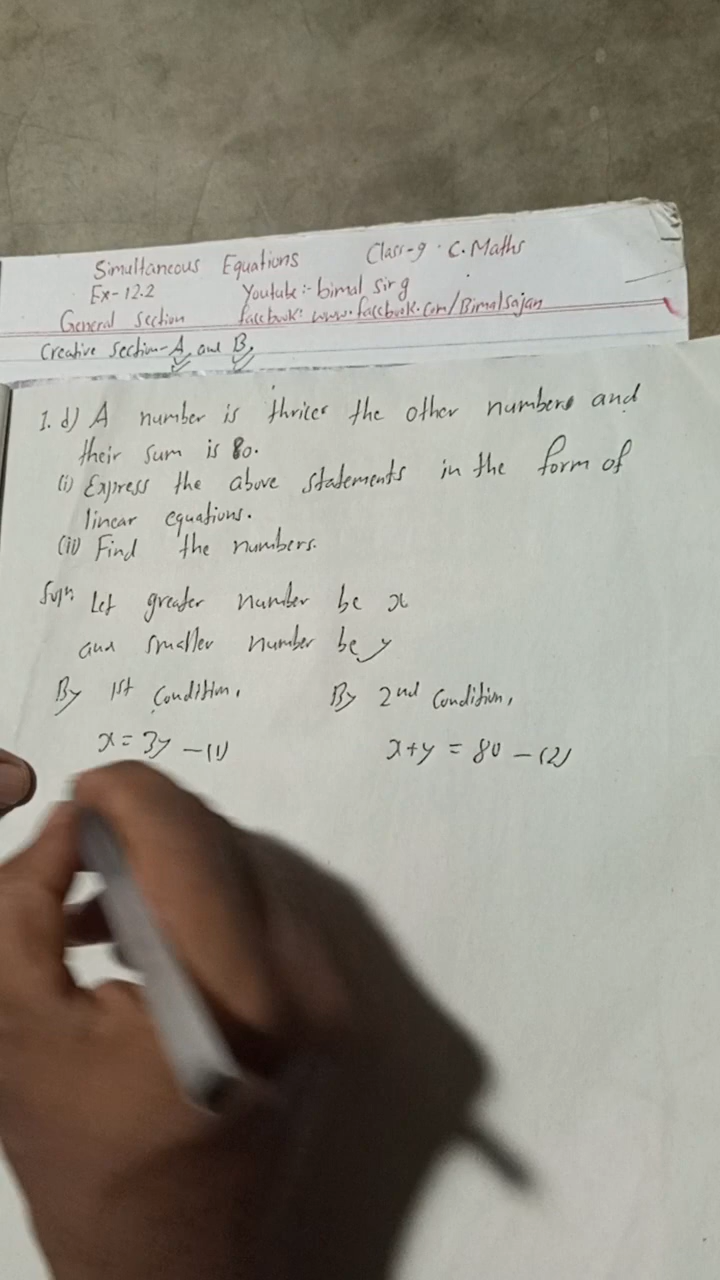 Simultaneous Equations Class-9 C. Maths
Ex-12.2 Youtube:- bimal sir g
General section facebook: www.facebook.com/Bimalsajan
Creative section-A and B,
1. d) A number is thrices the other numbers and
their sum is 80.
(i) Express the above statements in the form of
linear equations.
(ii) Find the numbers.
Soln Let greater number be x
and smaller number be y
By 1st Condition, By 2nd Condition,
x = 3y -(1) x+y = 80 -(2)